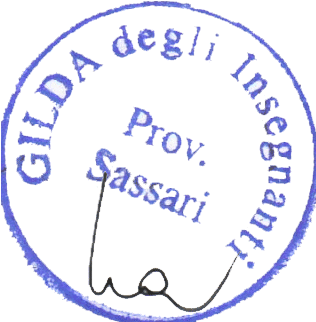 GILDA degli Insegnanti
Prov.
Sassari